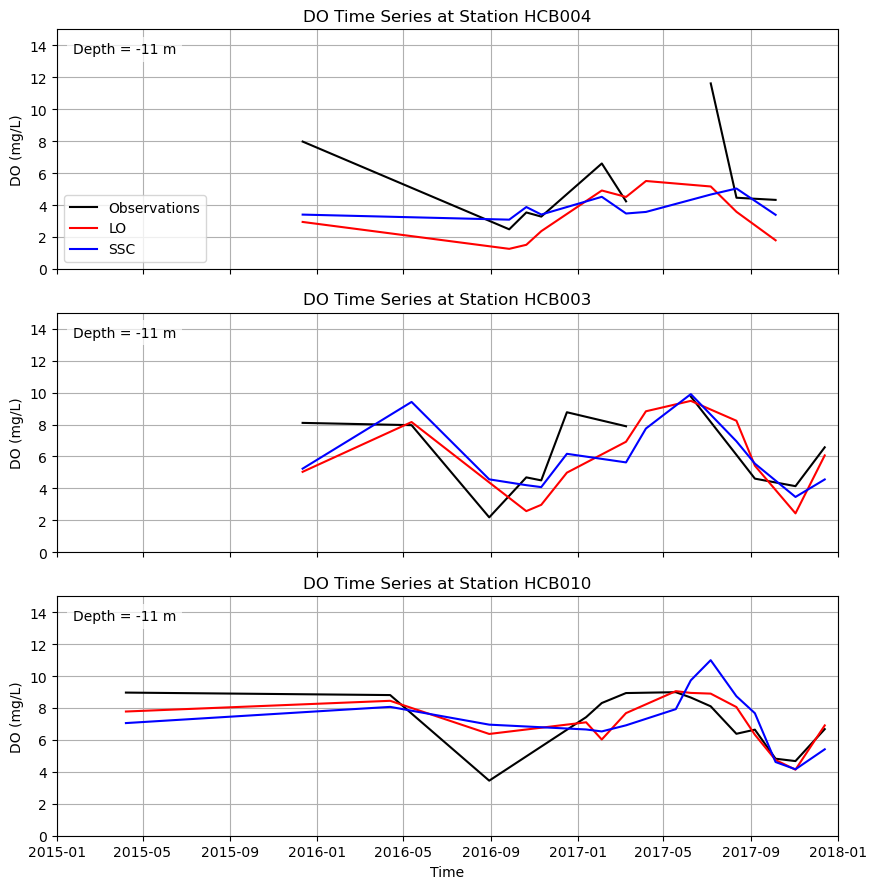 DO Time Series at Station HCB004
Depth = -11 m
14
12
10
8
6
4
2
0
DO (mg/L)
Observations
LO
SSC
DO Time Series at Station HCB003
Depth = -11 m
14
12
10
8
6
4
2
0
DO (mg/L)
DO Time Series at Station HCB010
Depth = -11 m
14
12
10
8
6
4
2
0
DO (mg/L)
2015-01 2015-05 2015-09 2016-01 2016-05 2016-09 2017-01 2017-05 2017-09 2018-01
Time